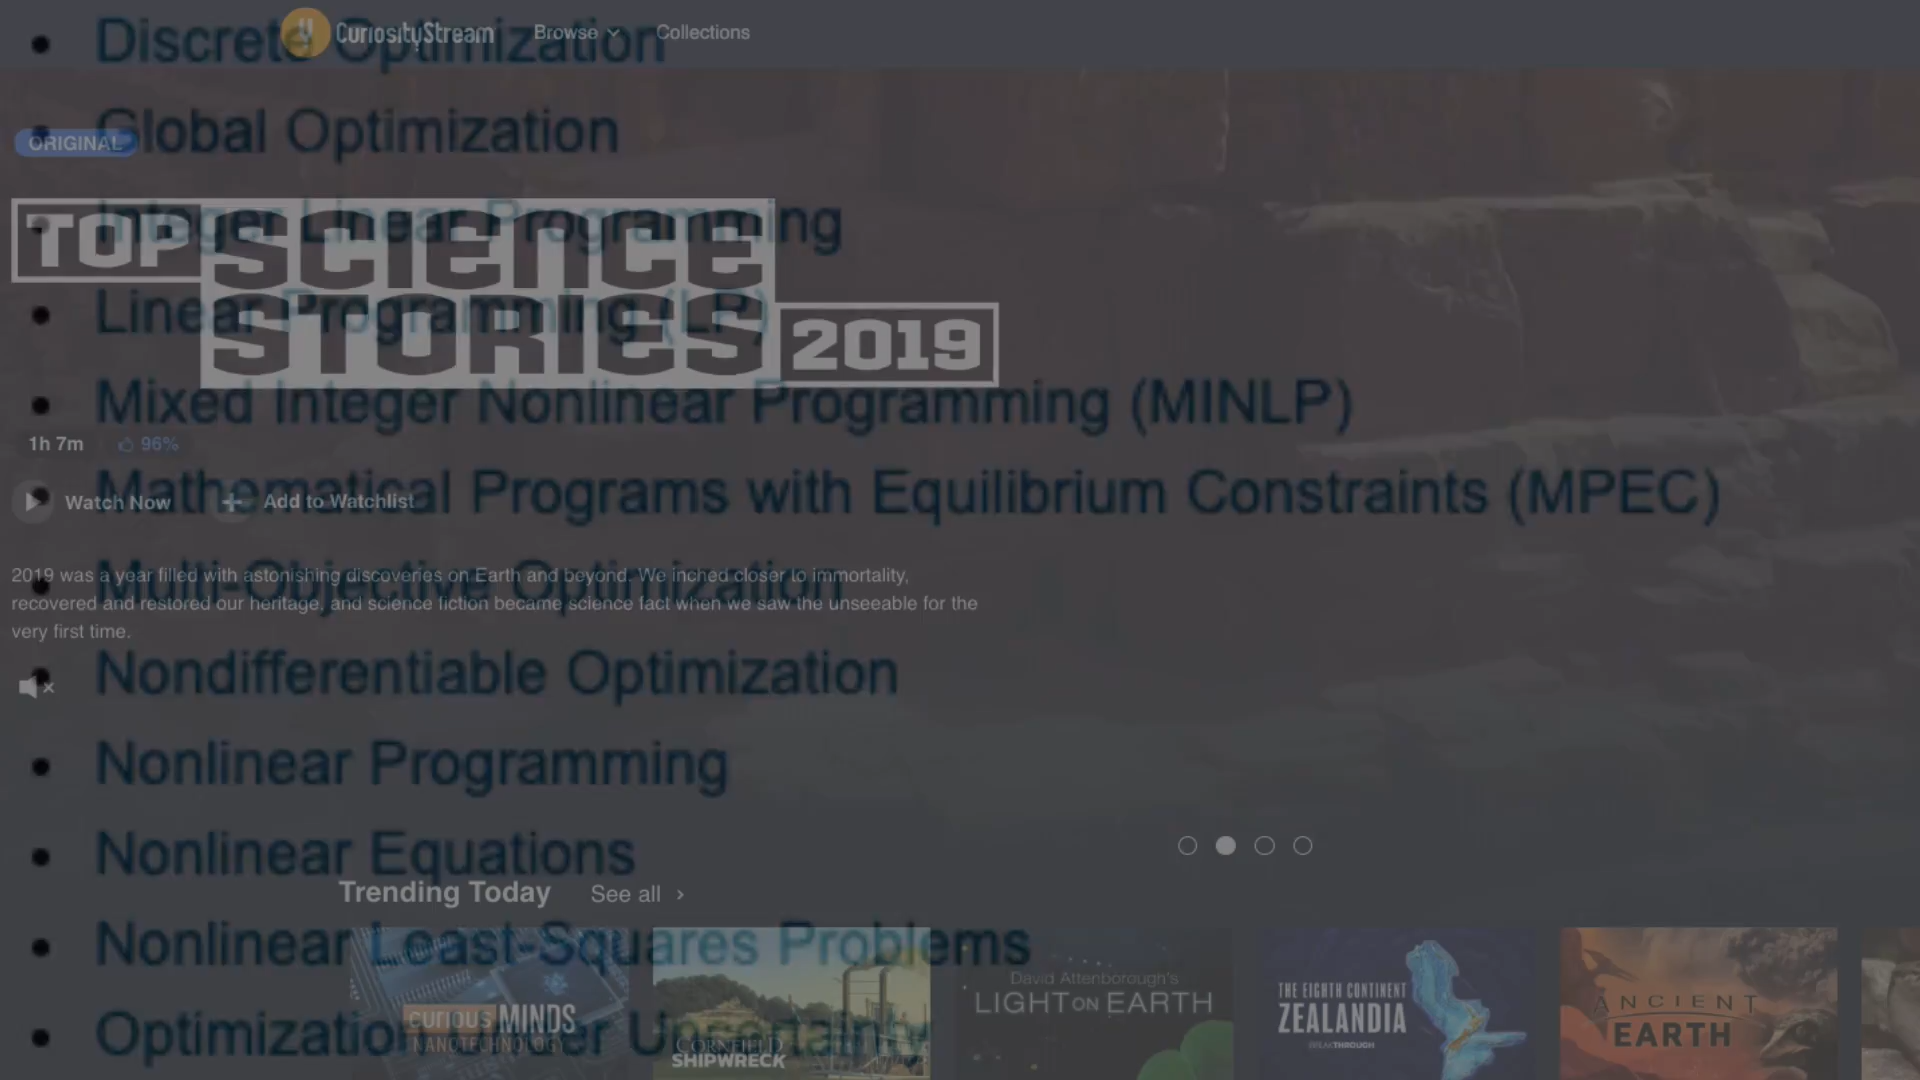 CuriosityStream
Browse
Collections
Discrete Optimization
Global Optimization
ORIGINAL
Integer Linear Programming
TOP SCIENCE STORIES 2019
Linear Programming (LP)
Mixed Integer Nonlinear Programming (MINLP)
1h 7m
96%
Mathematical Programs with Equilibrium Constraints (MPEC)
Watch Now
Add to Watchlist
Multi-Objective Optimization
2019 was a year filled with astonishing discoveries on Earth and beyond. We inched closer to immortality,
recovered and restored our heritage, and science fiction became science fact when we saw the unseeable for the
very first time.
Nondifferentiable Optimization
Nonlinear Programming
Nonlinear Equations
Trending Today
See all
Nonlinear Least-Squares Problems
Optimization Under Uncertainty
CURIOUS MINDS
NANOTECHNOLOGY
CORNFIELD
SHIPWRECK
David Attenborough's
LIGHT ON EARTH
THE EIGHTH CONTINENT
ZEALANDIA
BREAKTHROUGH
ANCIENT
EARTH